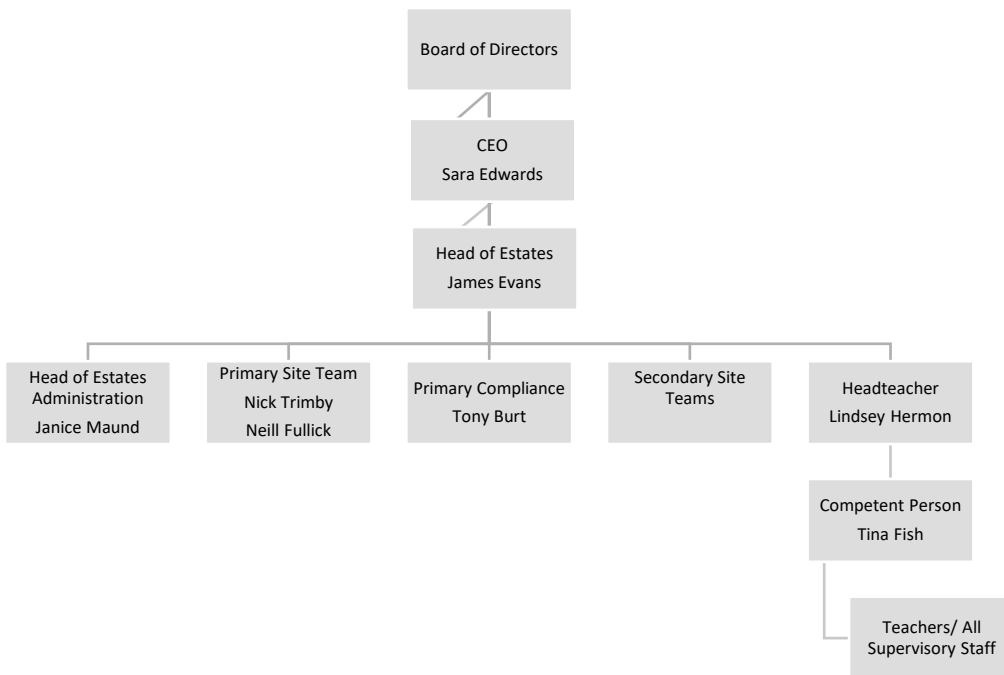 Board of Directors
CEO
Sara Edwards
Head of Estates
James Evans
Head of Estates
Administration
Janice Maund
Primary Site Team
Nick Trimby
Neill Fullick
Primary Compliance
Tony Burt
Secondary Site
Teams
Headteacher
Lindsey Hermon
Competent Person
Tina Fish
Teachers/ All
Supervisory Staff